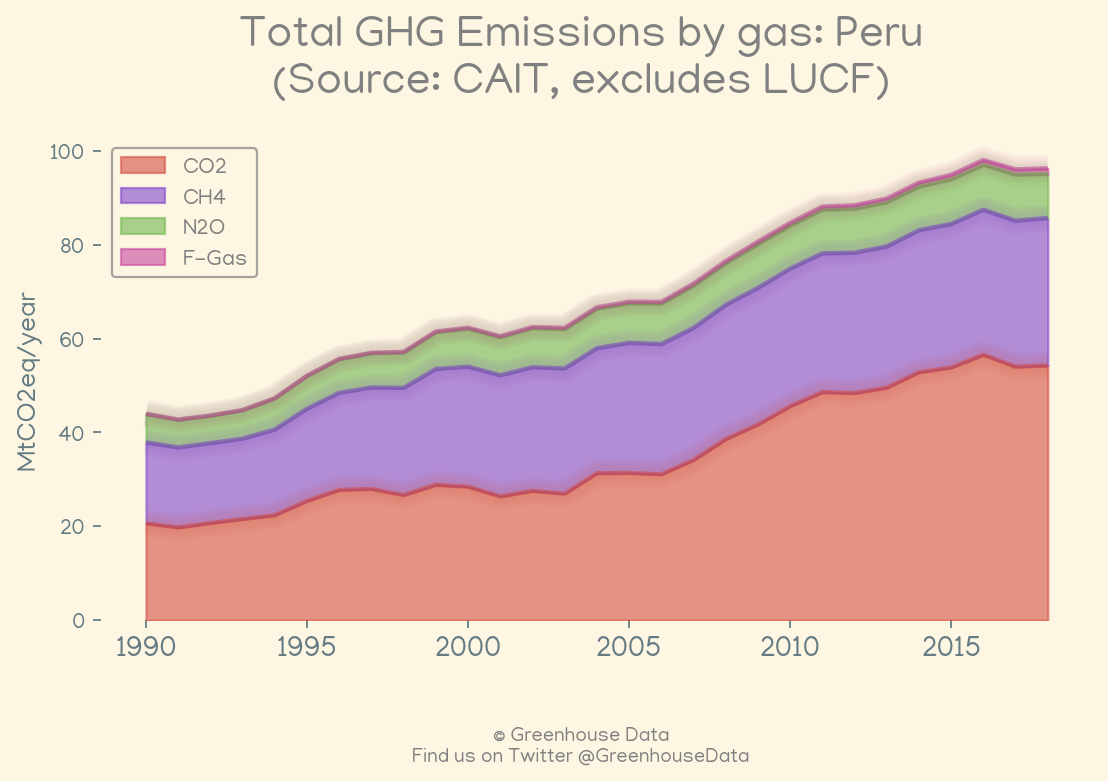 Total GHG Emissions by gas: Peru
(Source: CAIT, excludes LUCF)
100
80
60
40
20
0
MtCO2eq/year
CO2
CH4
N2O
F-Gas
1990
1995
2000
2005
2010
2015
© Greenhouse Data
Find us on Twitter @GreenhouseData